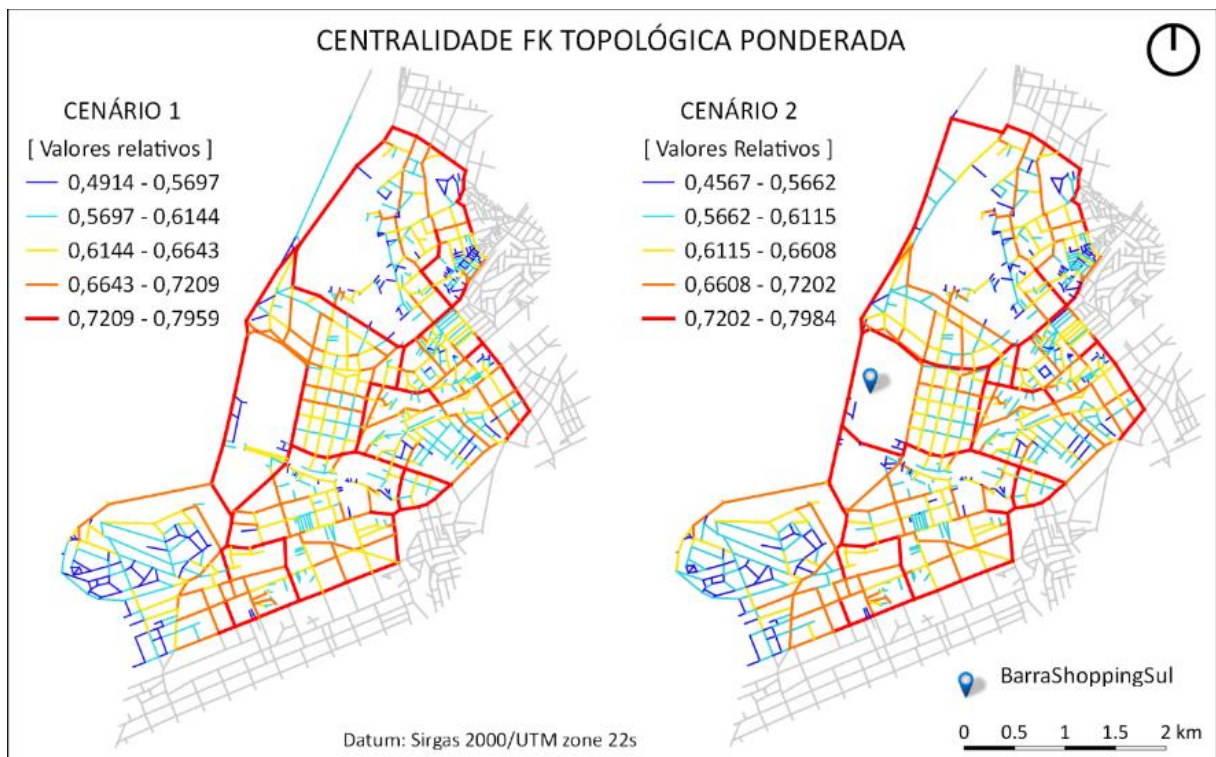 CENTRALIDADE FK TOPOLÓGICA PONDERADA
CENÁRIO 1
[ Valores relativos ]
0,4914 - 0,5697
0,5697 - 0,6144
0,6144 - 0,6643
0,6643 - 0,7209
0,7209 - 0,7959
CENÁRIO 2
[ Valores Relativos ]
0,4567 - 0,5662
0,5662 - 0,6115
0,6115 - 0,6608
0,6608 - 0,7202
0,7202 - 0,7984
BarraShoppingSul
Datum: Sirgas 2000/UTM zone 22s
0 0.5 1 1.5 2 km